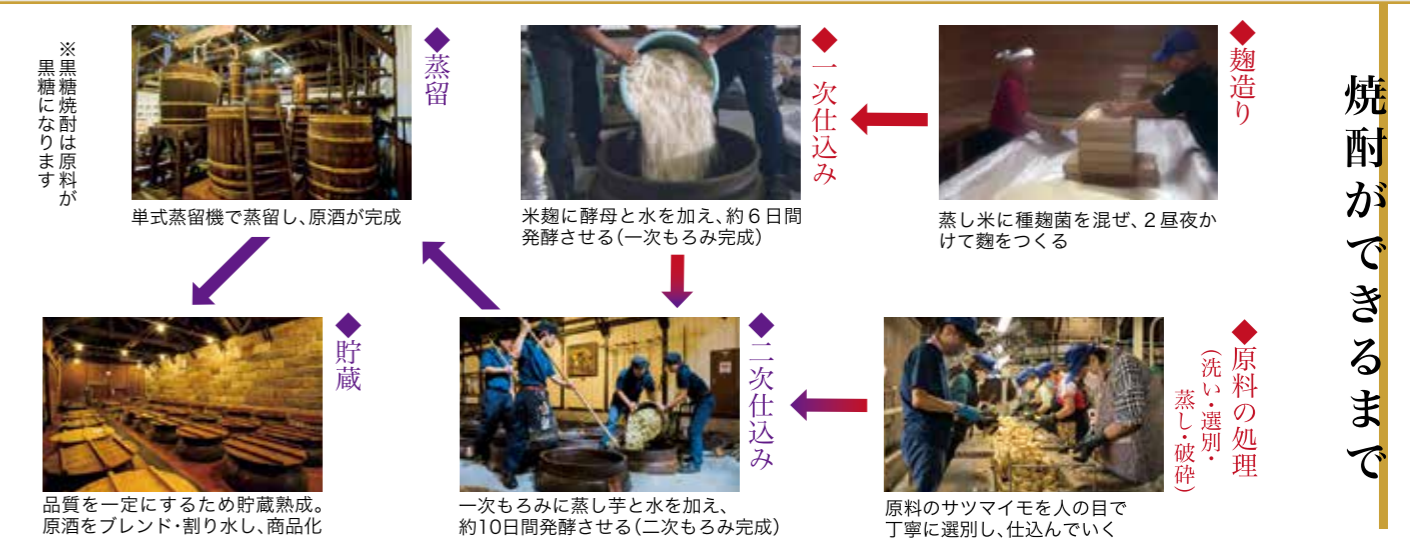 焼酎ができるまで
◆麹造り
蒸し米に種麹菌を混ぜ、2昼夜か
けて麹をつくる
◆一次仕込み
米麹に酵母と水を加え、約6日間
発酵させる(一次もろみ完成)
◆原料の処理
(洗い・選別・
蒸し・破砕)
原料のサツマイモを人の目で
丁寧に選別し、仕込んでいく
◆二次仕込み
一次もろみに蒸し芋と水を加え、
約10日間発酵させる(二次もろみ完成)
◆蒸留
単式蒸留機で蒸留し、原酒が完成
◆貯蔵
品質を一定にするため貯蔵熟成。
原酒をブレンド・割り水し、商品化
※黒糖焼酎は原料が
黒糖になります